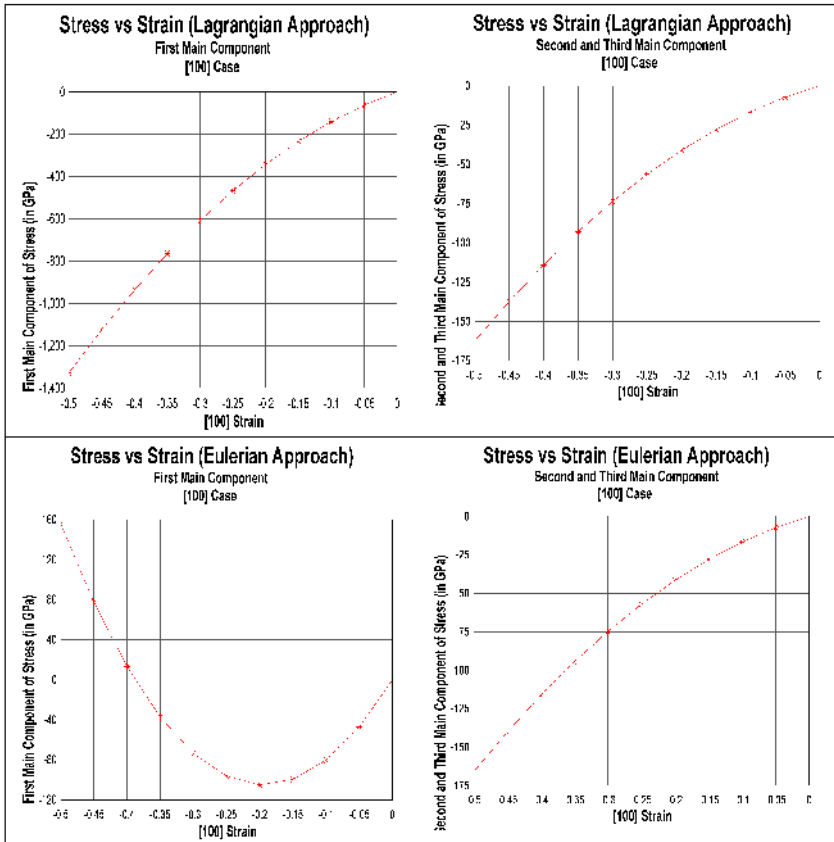 Stress vs Strain (Lagrangian Approach)
First Main Component
[100] Case
First Main Component of Stress (in GPa)
0
-200
-400
-600
-800
-1,000
-1,200
-1,400
-0.5 -0.45 -0.4 -0.35 -0.3 -0.25 -0.2 -0.15 -0.1 -0.05 0
[100] Strain
Stress vs Strain (Lagrangian Approach)
Second and Third Main Component
[100] Case
Second and Third Main Component of Stress (in GPa)
0
25
-50
-75
-100
-125
-150
-175
-0.5 -0.45 -0.4 -0.35 -0.3 -0.25 -0.2 -0.15 -0.1 -0.05 0
[100] Strain
Stress vs Strain (Eulerian Approach)
First Main Component
[100] Case
First Main Component of Stress (in GPa)
160
120
80
40
0
-40
-80
-120
-0.5 -0.45 -0.4 -0.35 -0.3 -0.25 -0.2 -0.15 -0.1 -0.05 0
[100] Strain
Stress vs Strain (Eulerian Approach)
Second and Third Main Component
[100] Case
Second and Third Main Component of Stress (in GPa)
0
-25
50
75
100
125
-150
175
0.5 0.45 0.4 0.35 0.3 0.25 0.2 0.15 0.1 0.05 0
[100] Strain